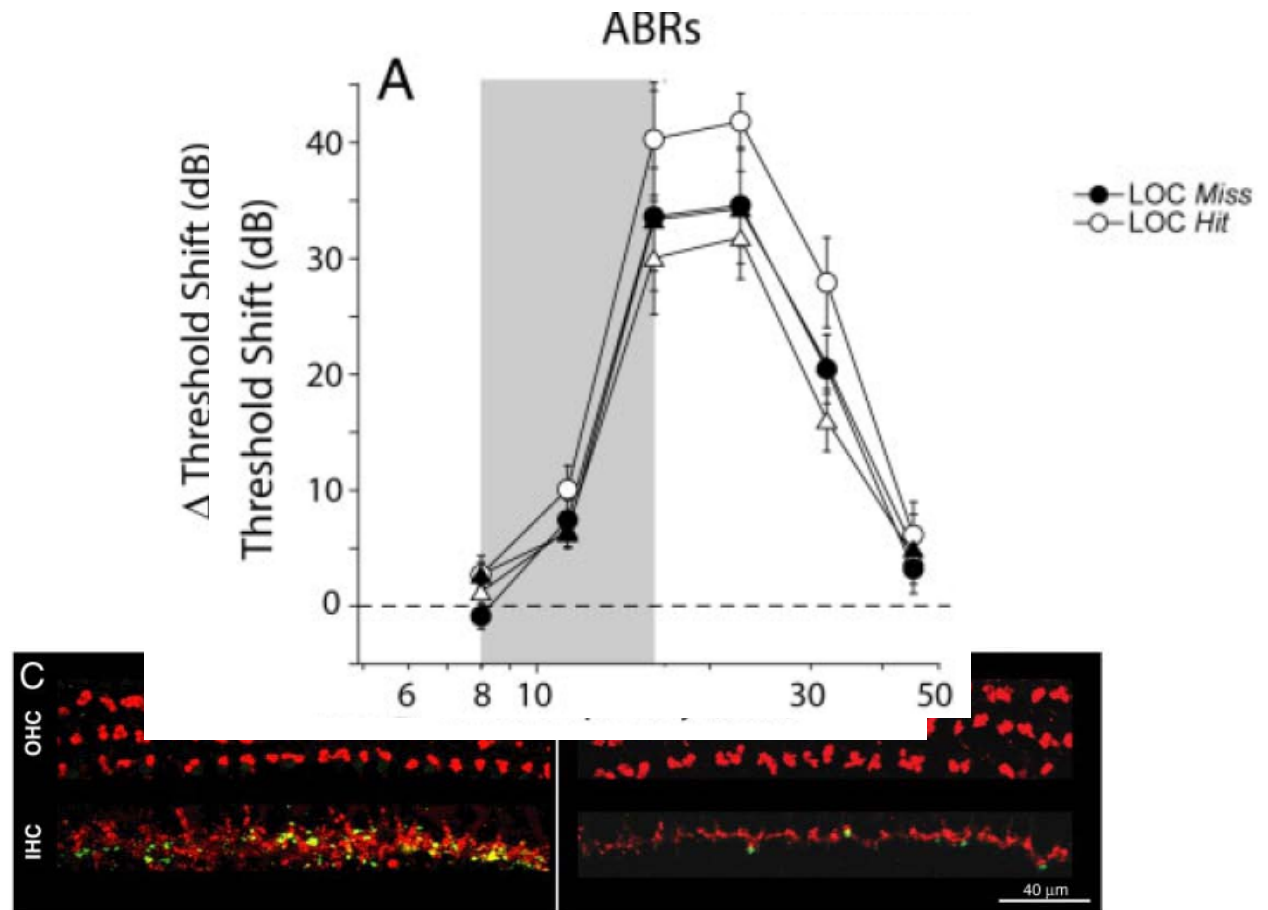 ABRs
A
Δ Threshold Shift (dB)
Threshold Shift (dB)
40
30
20
10
0
LOC Miss
LOC Hit
6 8 10 30 50
C
OHC
IHC
40 μm